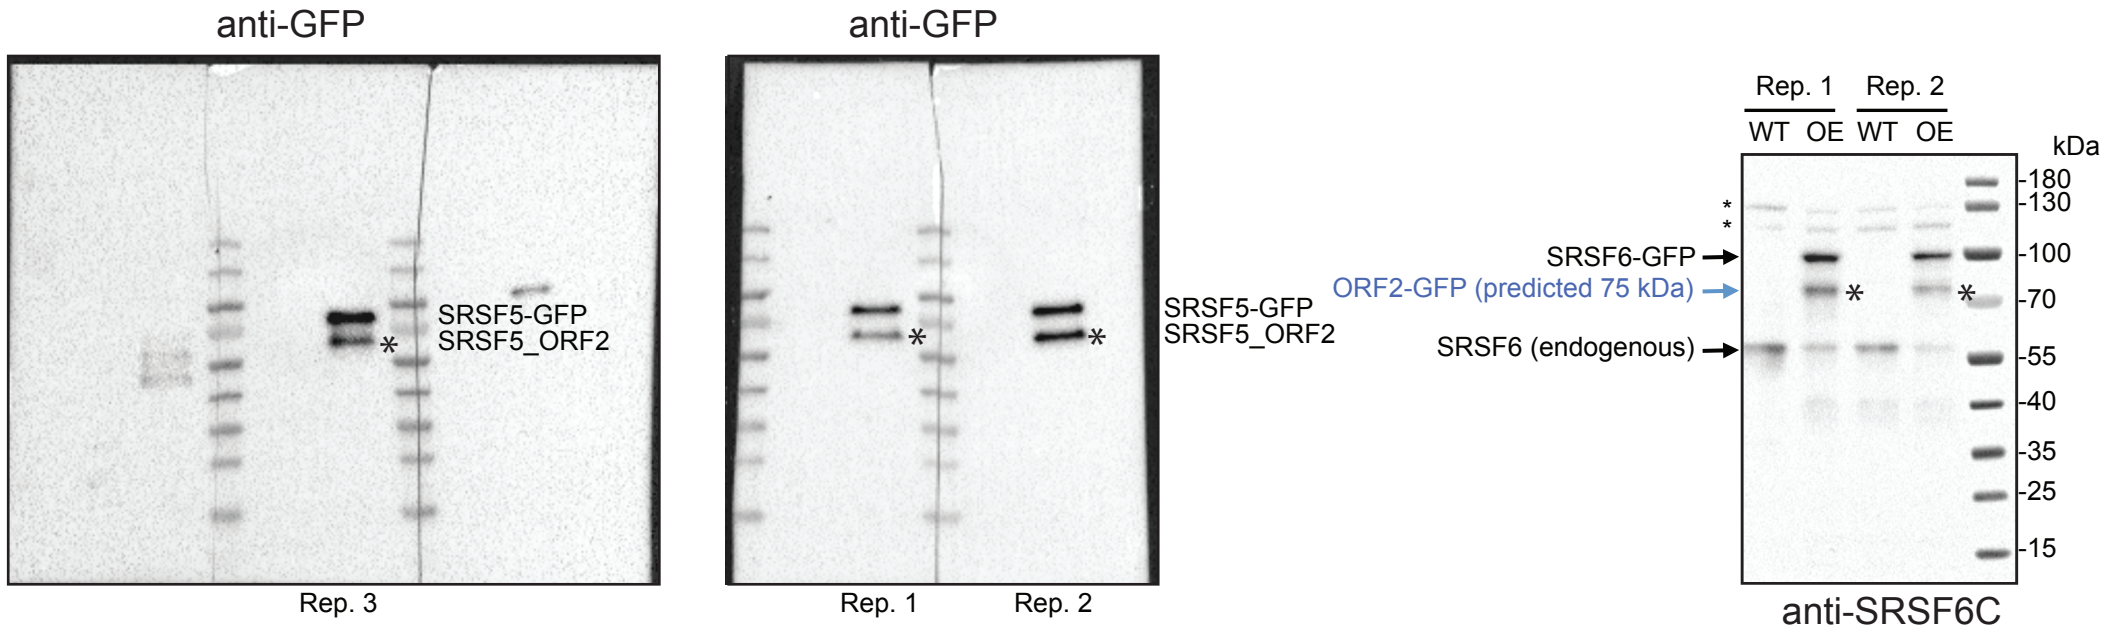 anti-GFP
SRSF5-GFP
* SRSF5_ORF2
Rep. 3
anti-GFP
SRSF5-GFP
* * SRSF5_ORF2
Rep. 1 Rep. 2
Rep. 1 Rep. 2
WT OE WT OE
kDa
-180
* -130
*
SRSF6-GFP -100
ORF2-GFP (predicted 75 kDa) * * -70
SRSF6 (endogenous) -55
-40
-35
-25
-15
anti-SRSF6C